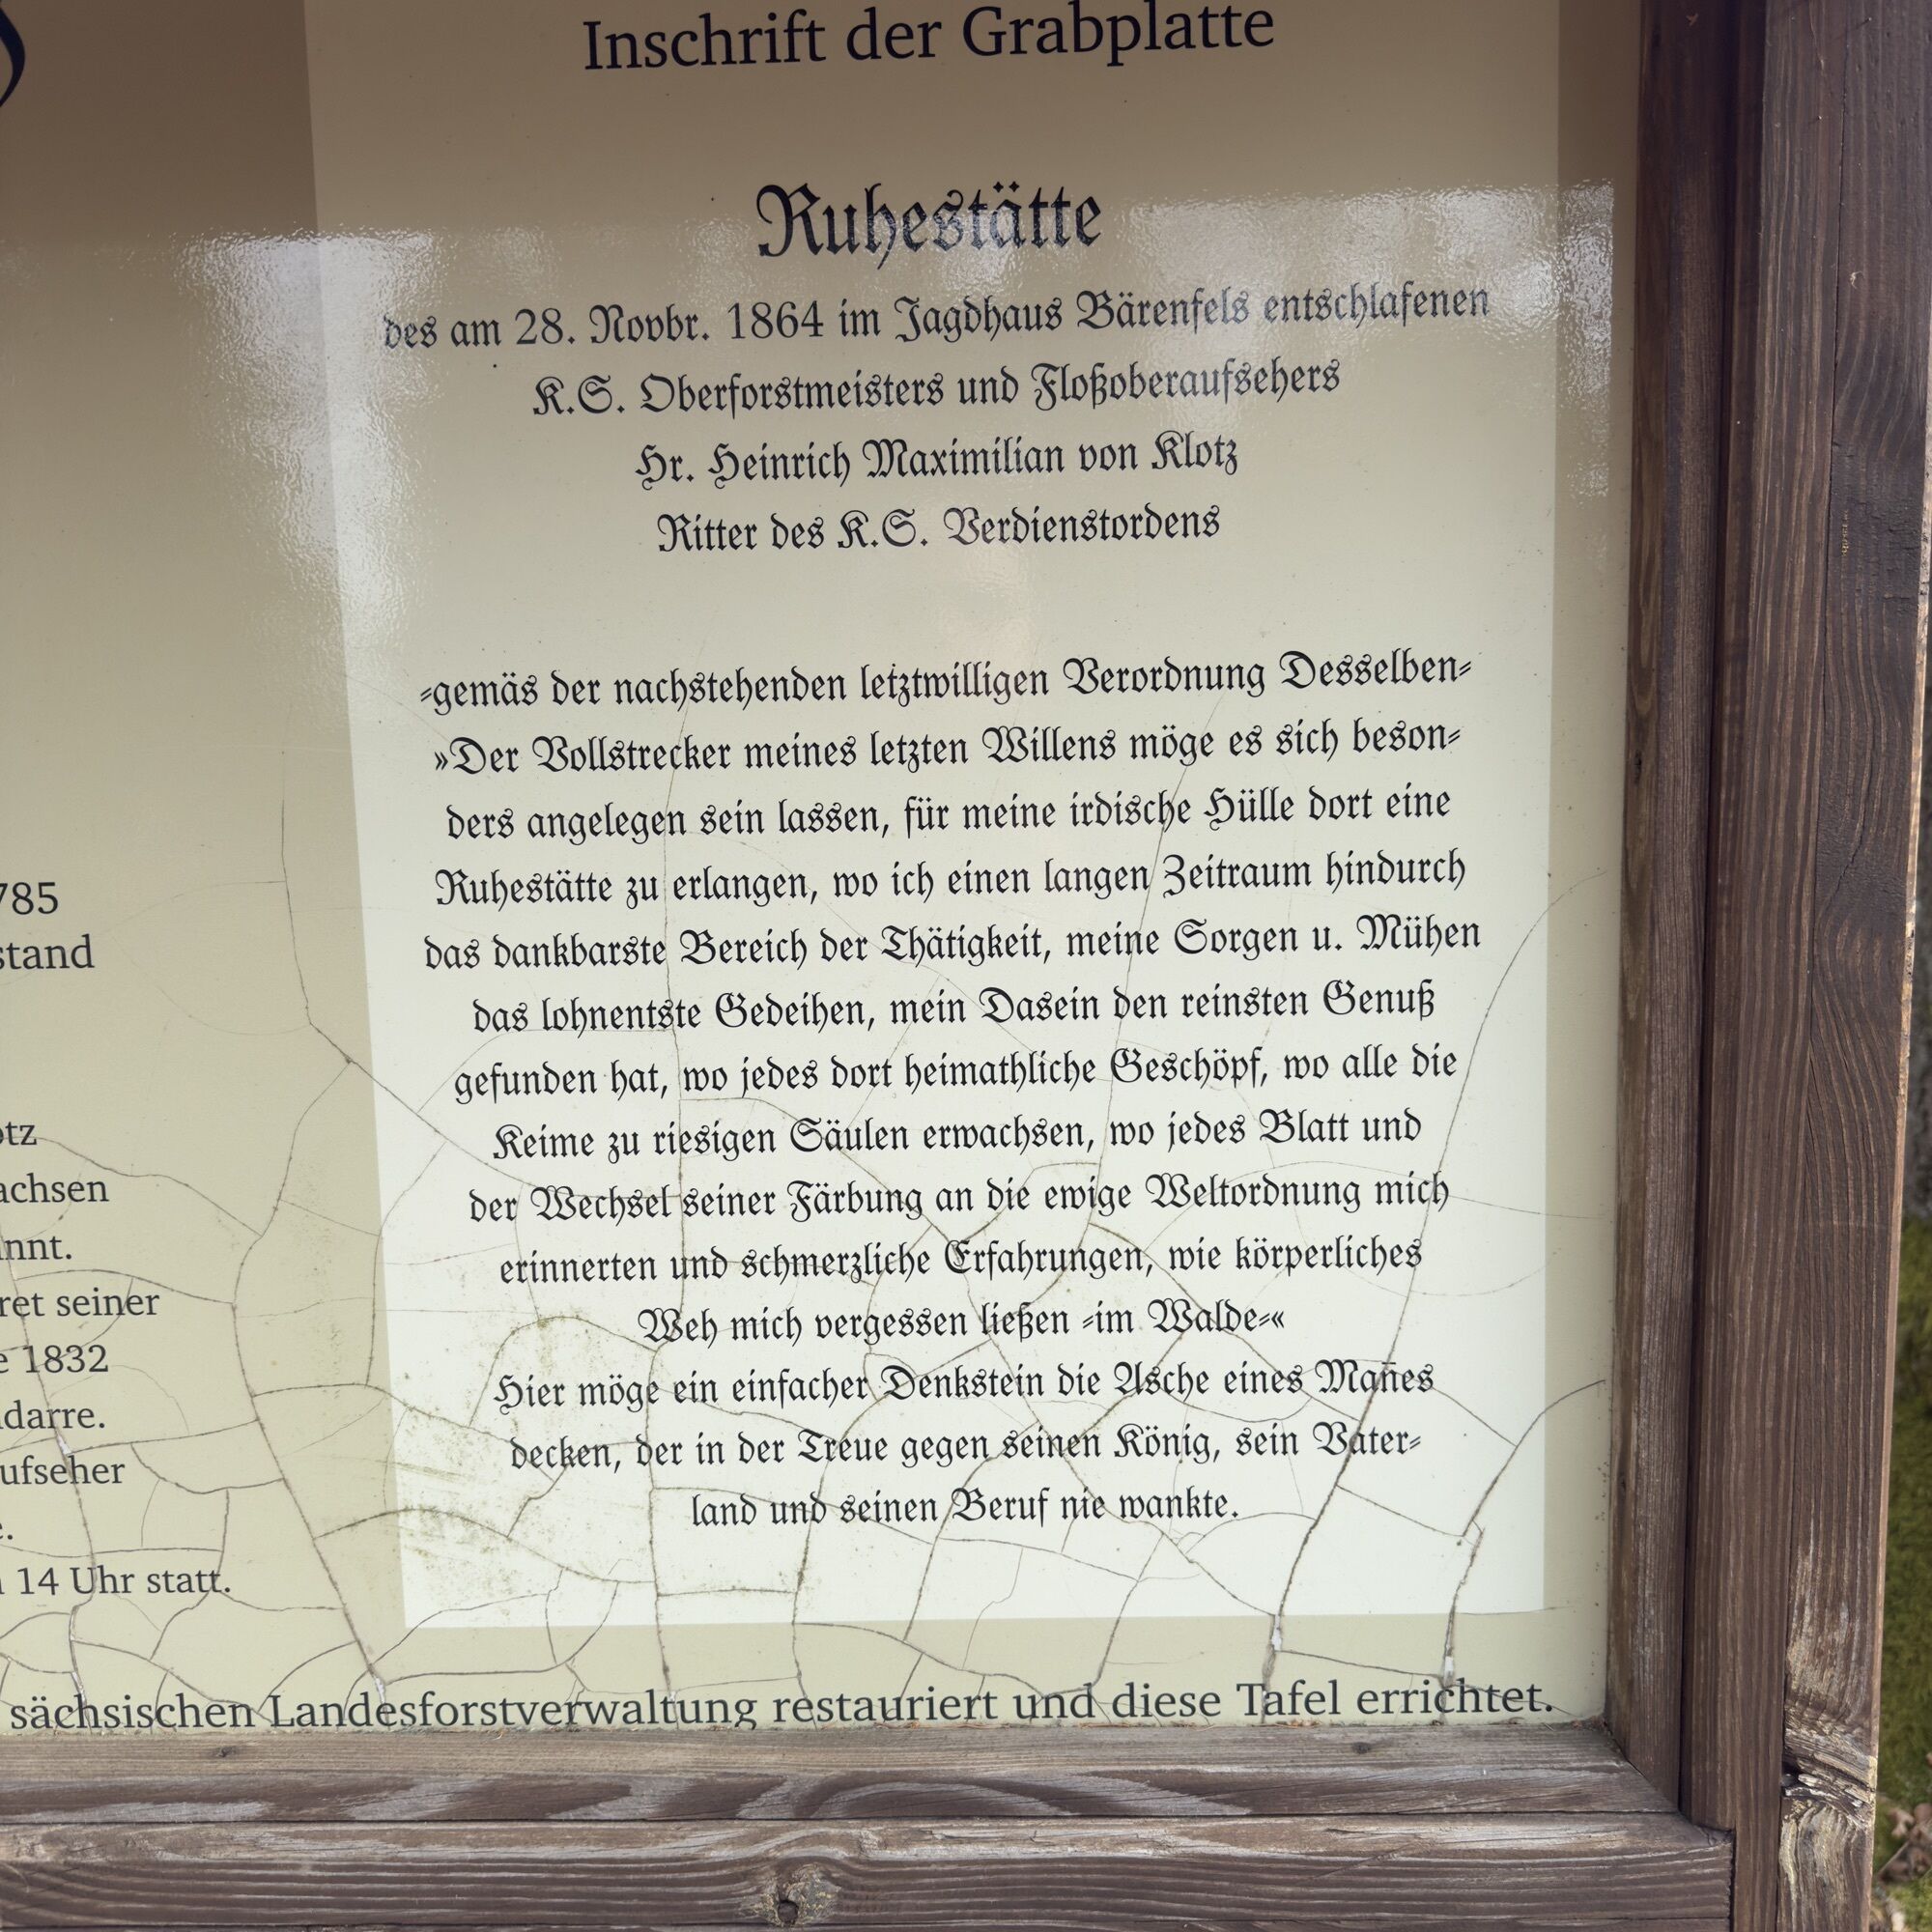 Inschrift der Grabplatte
Ruhestätte
des am 28. Novbr. 1864 im Jagdhaus Bärenfels entschlafenen
K.S. Oberforstmeisters und Floßoberaufsehers
Hr. Heinrich Maximilian von Klotz
Ritter des K.S. Verdienstordens
-gemäs der nachstehenden letztwilligen Verordnung Desselben-
»Der Vollstrecker meines letzten Willens möge es sich beson-
ders angelegen sein lassen, für meine irdische Hülle dort eine
Ruhestätte zu erlangen, wo ich einen langen Zeitraum hindurch
das dankbarste Bereich der Thätigkeit, meine Sorgen u. Mühen
das lohnentste Gedeihen, mein Dasein den reinsten Genuß
gefunden hat, wo jedes dort heimathliche Geschöpf, wo alle die
Keime zu riesigen Säulen erwachsen, wo jedes Blatt und
der Wechsel seiner Färbung an die ewige Weltordnung mich
erinnerten und schmerzliche Erfahrungen, wie körperliches
Weh mich vergessen ließen -im Walde-«
Hier möge ein einfacher Denkstein die Asche eines Man̄es
decken, der in der Treue gegen seinen König, sein Vater-
land und seinen Beruf nie wankte.
785
stand
otz
achsen
nnt.
ret seiner
e 1832
darre.
ufseher
e.
14 Uhr statt.
sächsischen Landesforstverwaltung restauriert und diese Tafel errichtet.